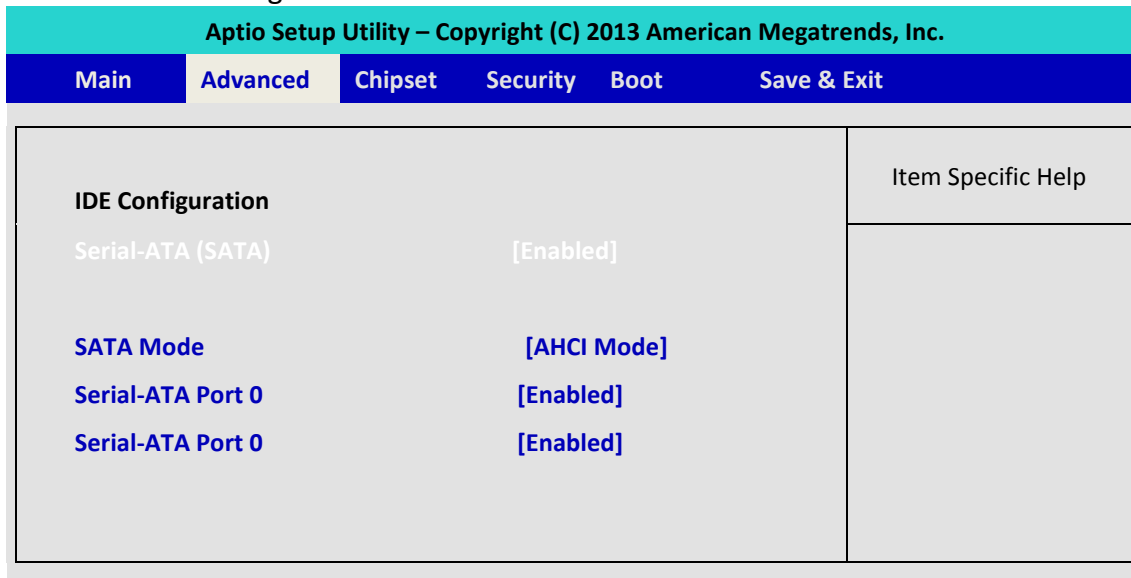 Aptio Setup Utility – Copyright (C) 2013 American Megatrends, Inc.
Main Advanced Chipset Security Boot Save & Exit
Item Specific Help
IDE Configuration
Serial-ATA (SATA) [Enabled]
SATA Mode [AHCI Mode]
Serial-ATA Port 0 [Enabled]
Serial-ATA Port 0 [Enabled]